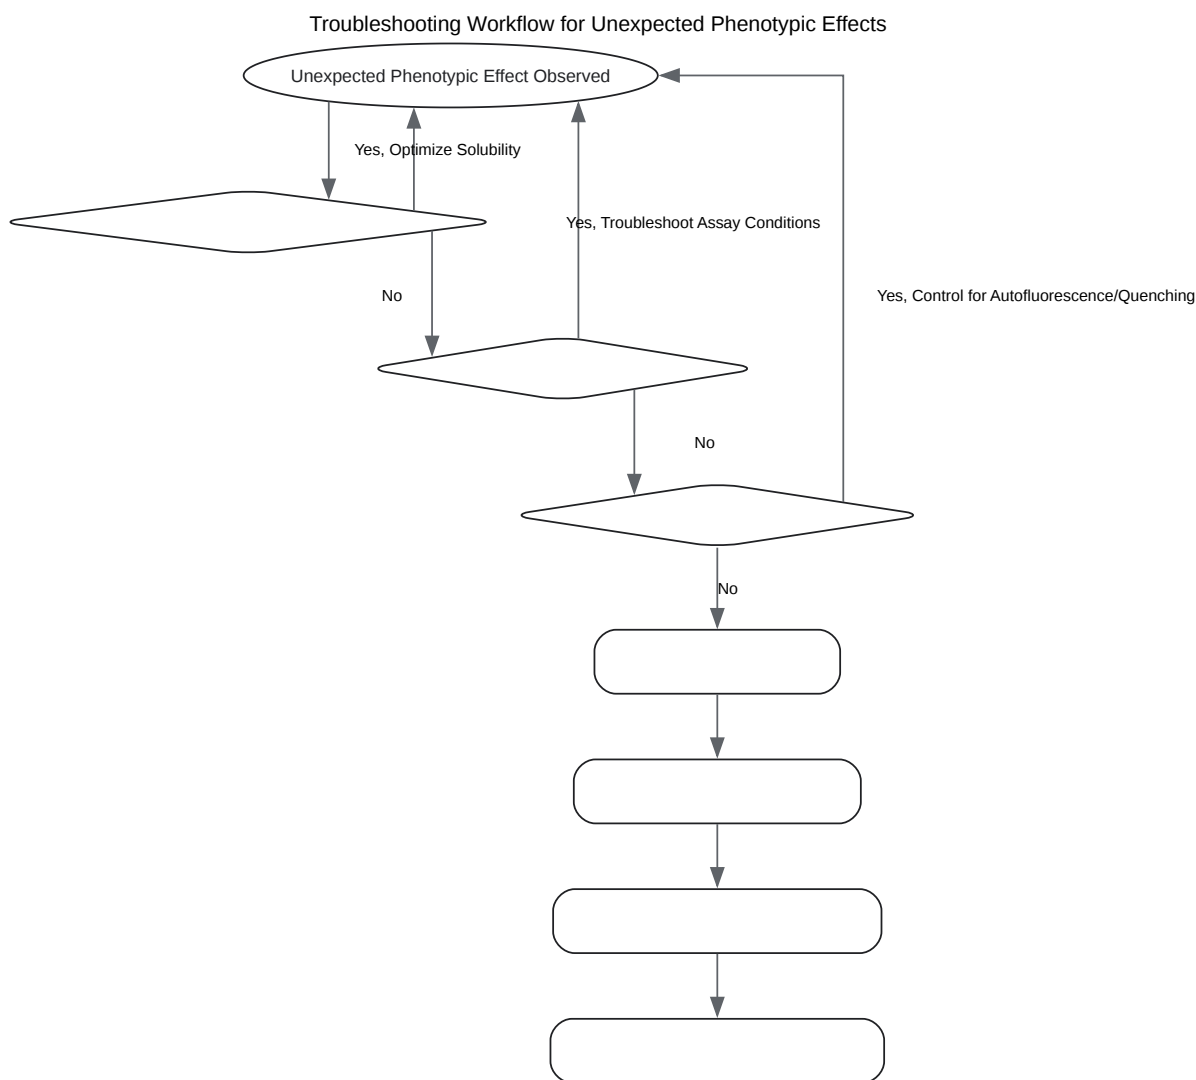 Troubleshooting Workflow for Unexpected Phenotypic Effects
Unexpected Phenotypic Effect Observed
Yes, Optimize Solubility
Yes, Troubleshoot Assay Conditions
No
Yes, Control for Autofluorescence/Quenching
No
No